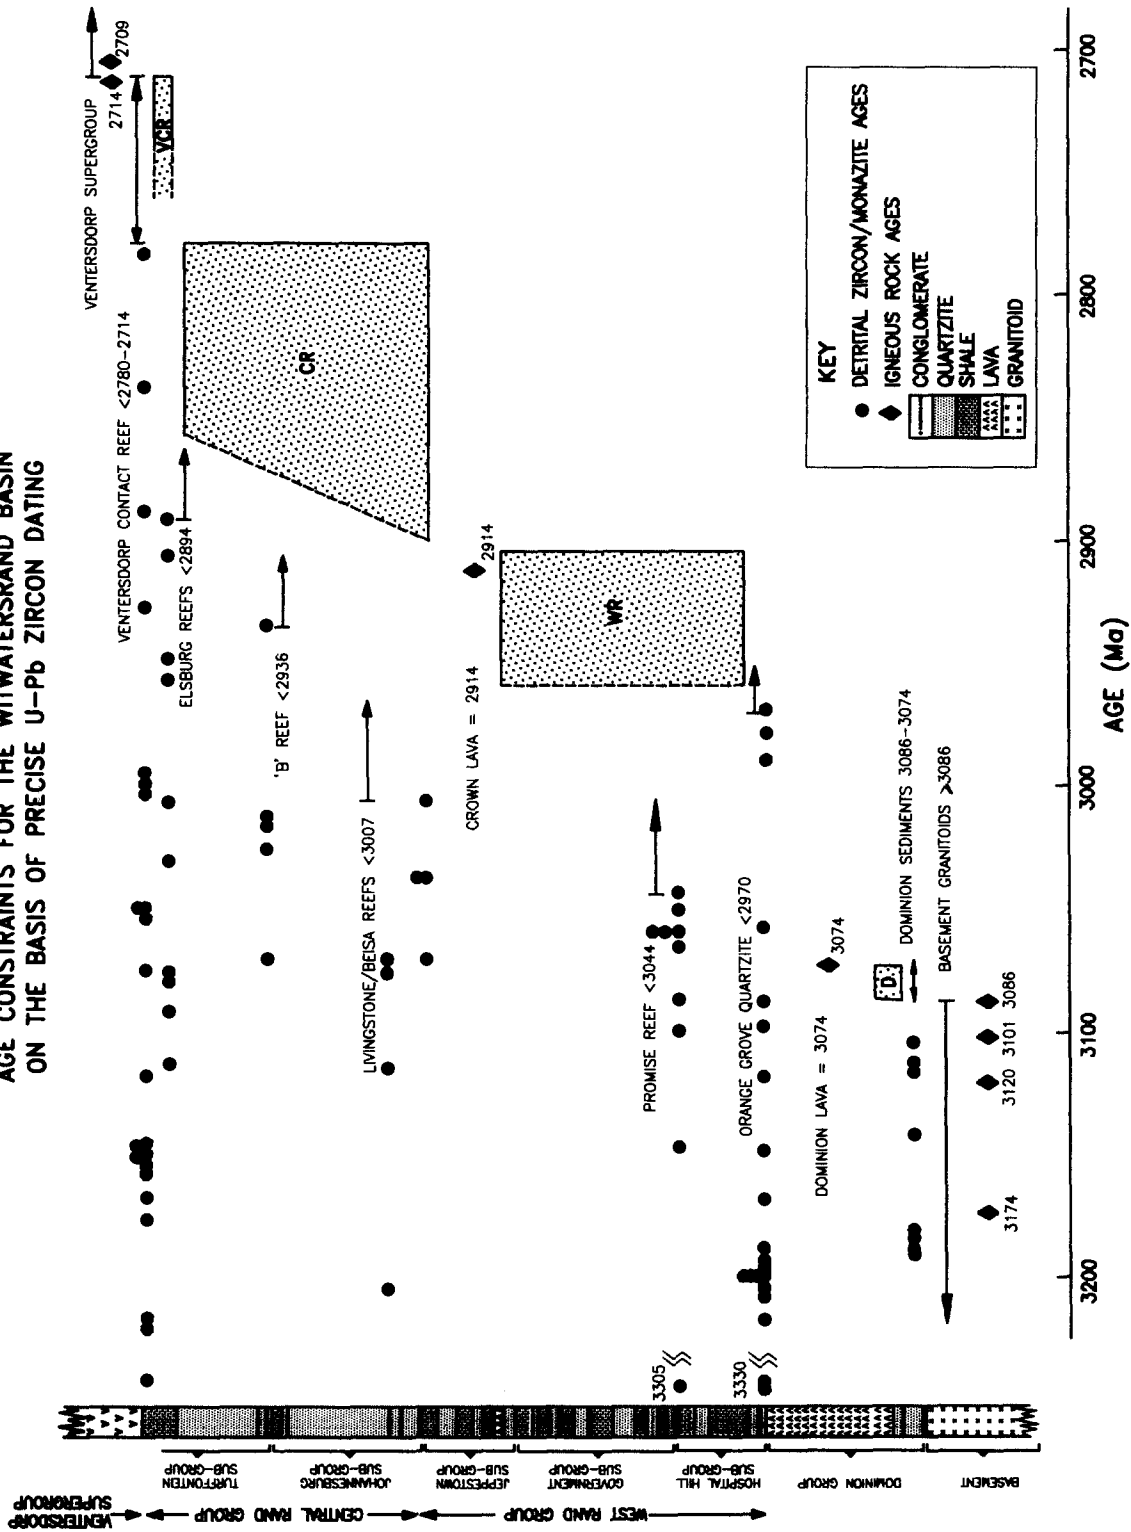 AGE CONSTRAINTS FOR THE WITWATERSRAND BASIN
ON THE BASIS OF PRECISE U-Pb ZIRCON DATING
VENTERSDORP SUPERGROUP
2714
2709
VENTERSDORP CONTACT REEF <2780-2714
VCR
ELSBURG REEFS <2894
CR
'B' REEF <2936
LIVINGSTONE/BEISA REEFS <3007
CROWN LAVA = 2914
2914
WR
PROMISE REEF <3044
3305
ORANGE GROVE QUARTZITE <2970
3330
DOMINION LAVA = 3074
3074
D
DOMINION SEDIMENTS 3086-3074
BASEMENT GRANITOIDS ⩾3086
3174
3120
3101
3086
KEY
DETRITAL ZIRCON/MONAZITE AGES
IGNEOUS ROCK AGES
CONGLOMERATE
QUARTZITE
SHALE
LAVA
GRANITOID
3200
3100
3000
2900
2800
2700
AGE (Ma)
VENTERSDORP
SUPERGROUP
CENTRAL RAND GROUP
WEST RAND GROUP
TURFFONTEIN
SUB-GROUP
JOHANNESBURG
SUB-GROUP
JEPPESTOWN
SUB-GROUP
GOVERNMENT
SUB-GROUP
HOSPITAL HILL
SUB-GROUP
DOMINION GROUP
BASEMENT